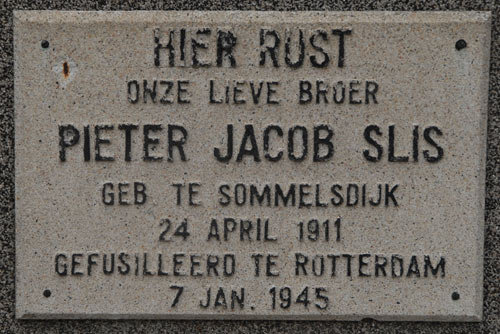 HIER RUST
ONZE LIEVE BROER
PIETER JACOB SLIS
GEB TE SOMMELSDIJK
24 APRIL 1911
GEFUSILLEERD TE ROTTERDAM
7 JAN. 1945